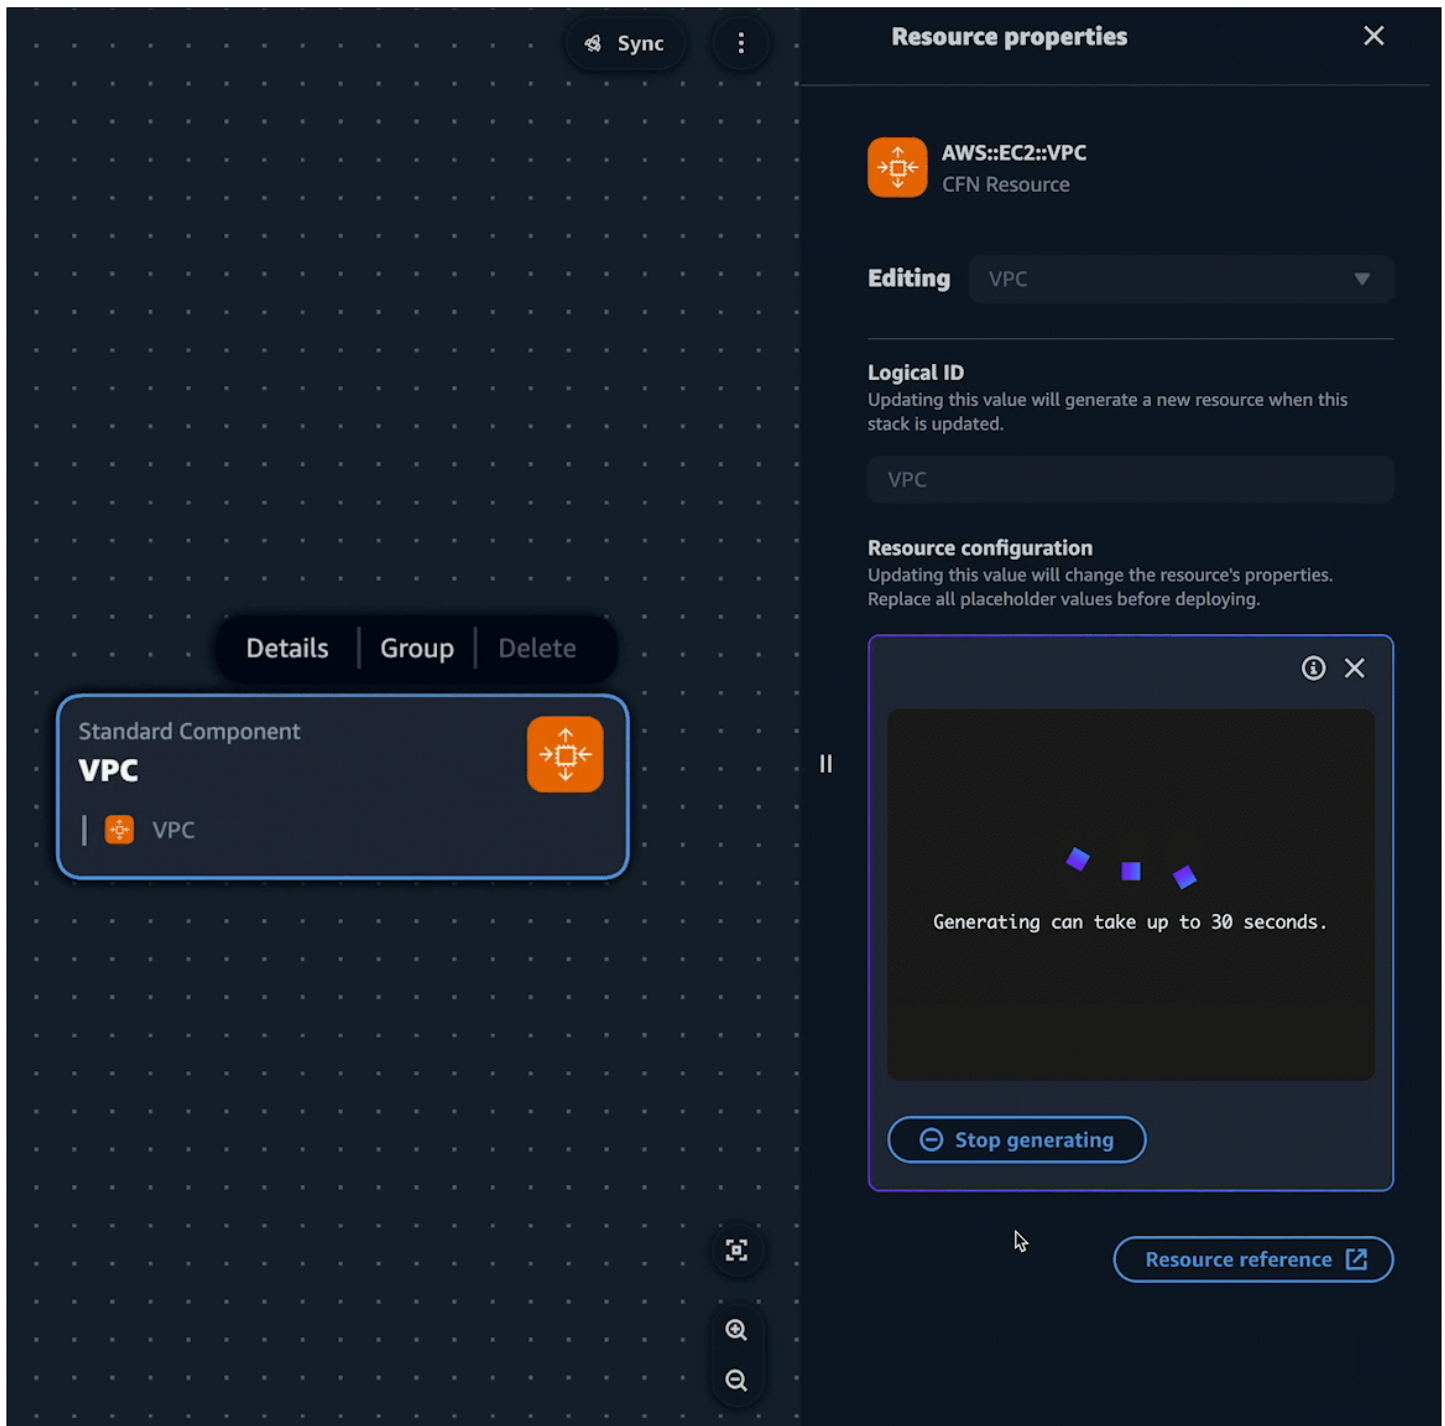 Sync
Resource properties
AWS::EC2::VPC
CFN Resource
Editing
VPC
Logical ID
Updating this value will generate a new resource when this
stack is updated.
VPC
Resource configuration
Updating this value will change the resource's properties.
Replace all placeholder values before deploying.
Details
Group
Delete
Standard Component
VPC
VPC
Generating can take up to 30 seconds.
Stop generating
Resource reference